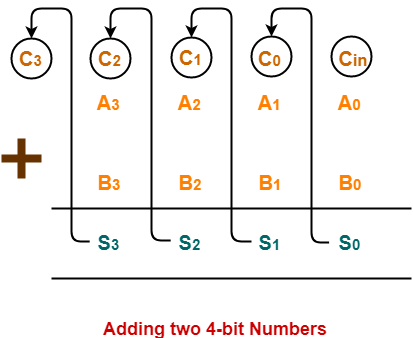 C3 C2 C1 C0 Cin
A3 A2 A1 A0
+
B3 B2 B1 B0
S3 S2 S1 S0
Adding two 4-bit Numbers